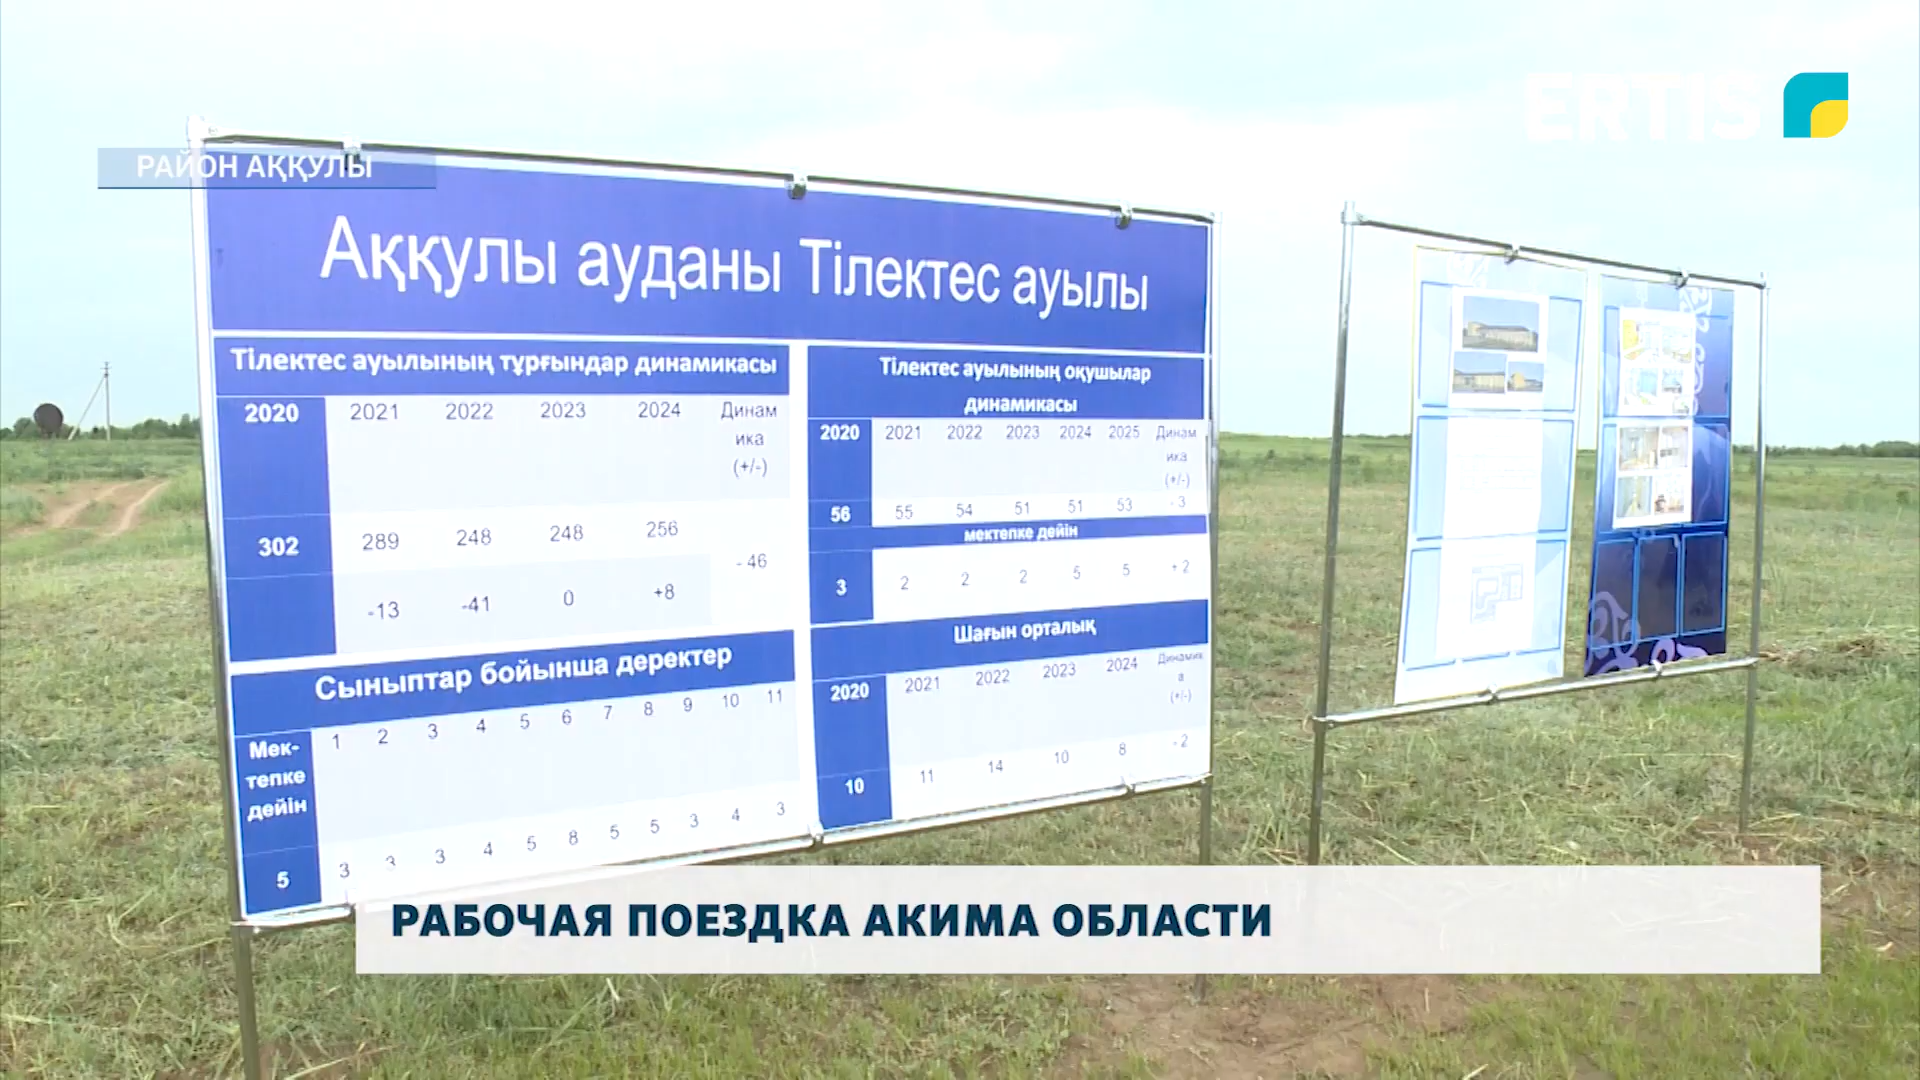 ERTIS
РАЙОН АҚҚУЛЫ
Аққулы ауданы Тілектес ауылы
Тілектес ауылының тұрғындар динамикасы
2020 2021 2022 2023 2024 Динам
ика
(+/-)
302 289 248 248 256
- 46
-13 -41 0 +8
Сыныптар бойынша деректер
Мек-
тепке
дейін
1 2 3 4 5 6 7 8 9 10 11
5 3 3 3 4 5 8 5 5 3 4 3
Тілектес ауылының оқушылар
динамикасы
2020 2021 2022 2023 2024 2025 Динам
ика
(+/-)
56 55 54 51 51 53 - 3
мектепке дейін
3 2 2 2 5 5 + 2
Шағын орталық
2020 2021 2022 2023 2024 Динамик
а
(+/-)
10 11 14 10 8 - 2
РАБОЧАЯ ПОЕЗДКА АКИМА ОБЛАСТИ